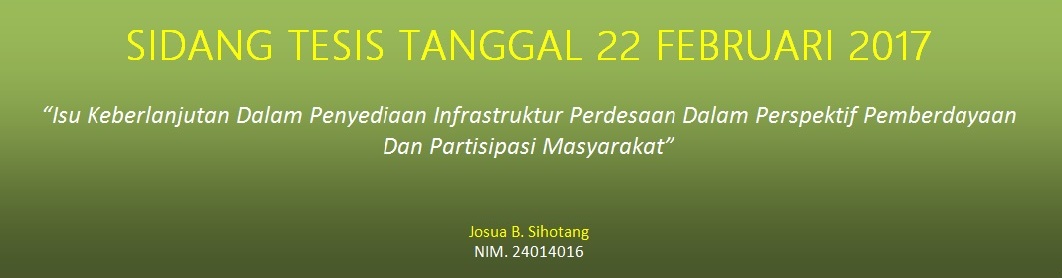 SIDANG TESIS TANGGAL 22 FEBRUARI 2017
“Isu Keberlanjutan Dalam Penyediaan Infrastruktur Perdesaan Dalam Perspektif Pemberdayaan
Dan Partisipasi Masyarakat”
Josua B. Sihotang
NIM. 24014016